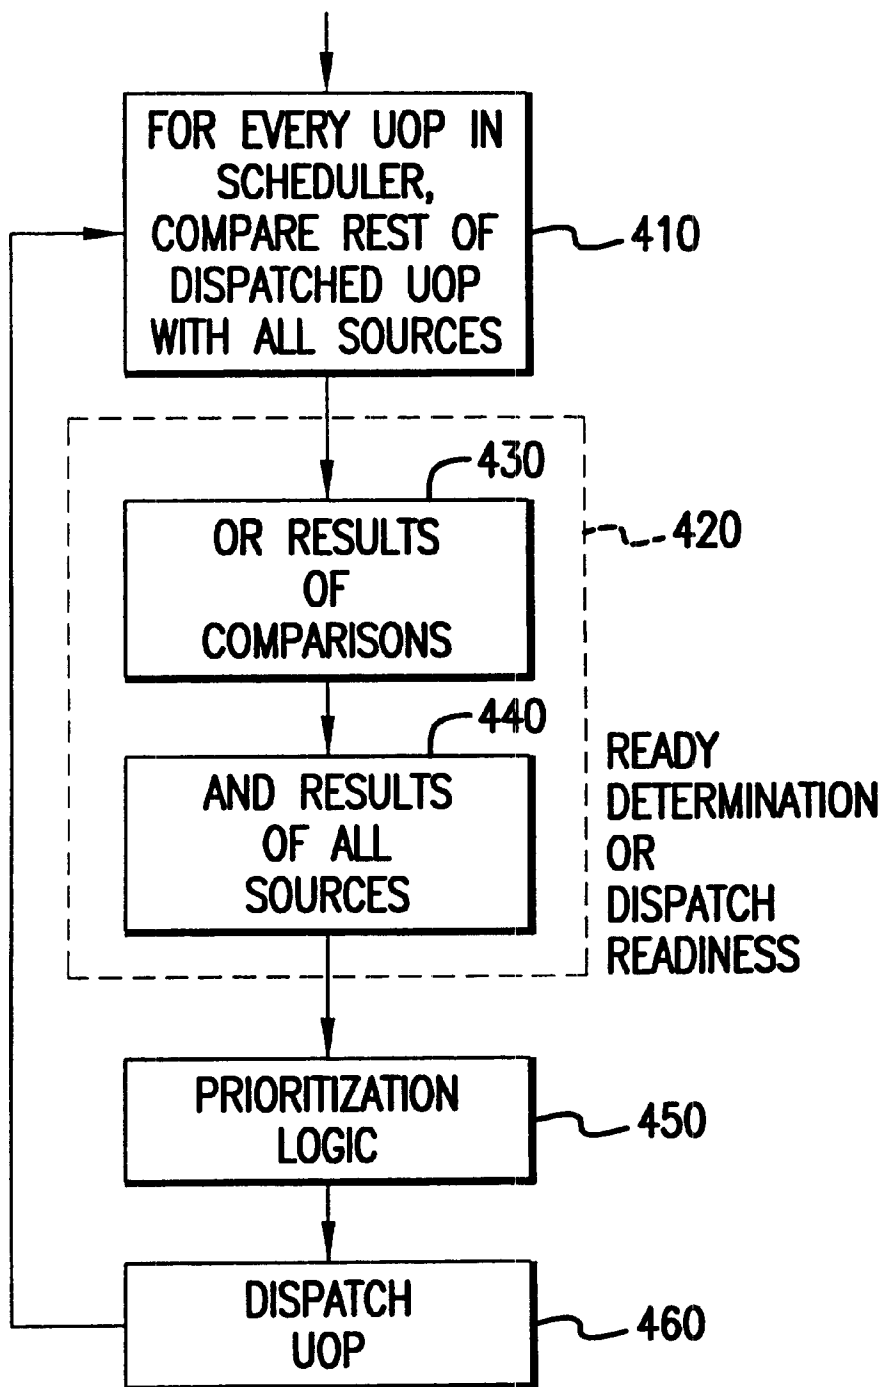 FOR EVERY UOP IN
SCHEDULER,
COMPARE REST OF
DISPATCHED UOP
WITH ALL SOURCES
410
430
OR RESULTS
OF
COMPARISONS
420
440
AND RESULTS
OF ALL
SOURCES
READY
DETERMINATION
OR
DISPATCH
READINESS
PRIORITIZATION
LOGIC
450
DISPATCH
UOP
460